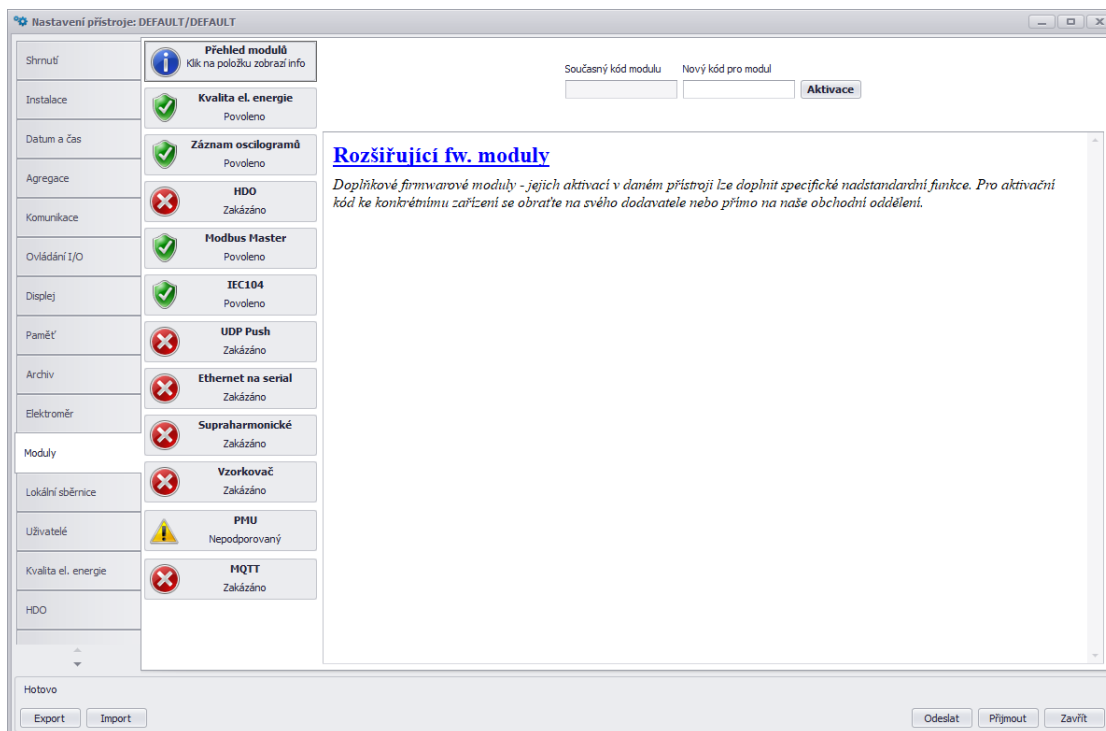 Nastavení přístroje: DEFAULT/DEFAULT
Shrnutí
Instalace
Datum a čas
Agregace
Komunikace
Ovládání I/O
Displej
Paměť
Archiv
Elektroměr
Moduly
Lokální sběrnice
Uživatelé
Kvalita el. energie
HDO
Přehled modulů
Klik na položku zobrazí info
Kvalita el. energie
Povoleno
Záznam oscilogramů
Povoleno
HDO
Zakázáno
Modbus Master
Povoleno
IEC104
Povoleno
UDP Push
Zakázáno
Ethernet na serial
Zakázáno
Supraharmonické
Zakázáno
Vzorkovač
Zakázáno
PMU
Nepodporovaný
MQTT
Zakázáno
Současný kód modulu
Nový kód pro modul
Aktivace
Rozšiřující fw. moduly
Doplňkové firmwarové moduly - jejich aktivací v daném přístroji lze doplnit specifické nadstandardní funkce. Pro aktivační
kód ke konkrétnímu zařízení se obraťte na svého dodavatele nebo přímo na naše obchodní oddělení.
Hotovo
Export
Import
Odeslat
Přijmout
Zavřít